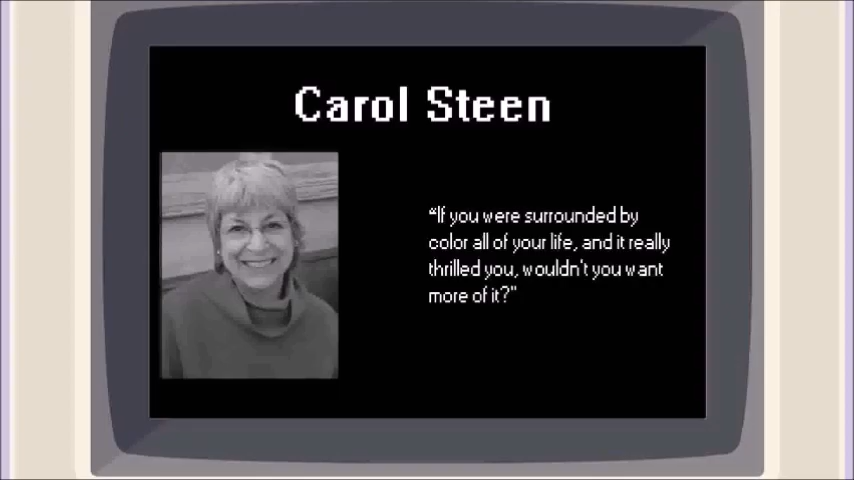 Carol Steen
“If you were surrounded by
color all of your life, and it really
thrilled you, wouldn't you want
more of it?”